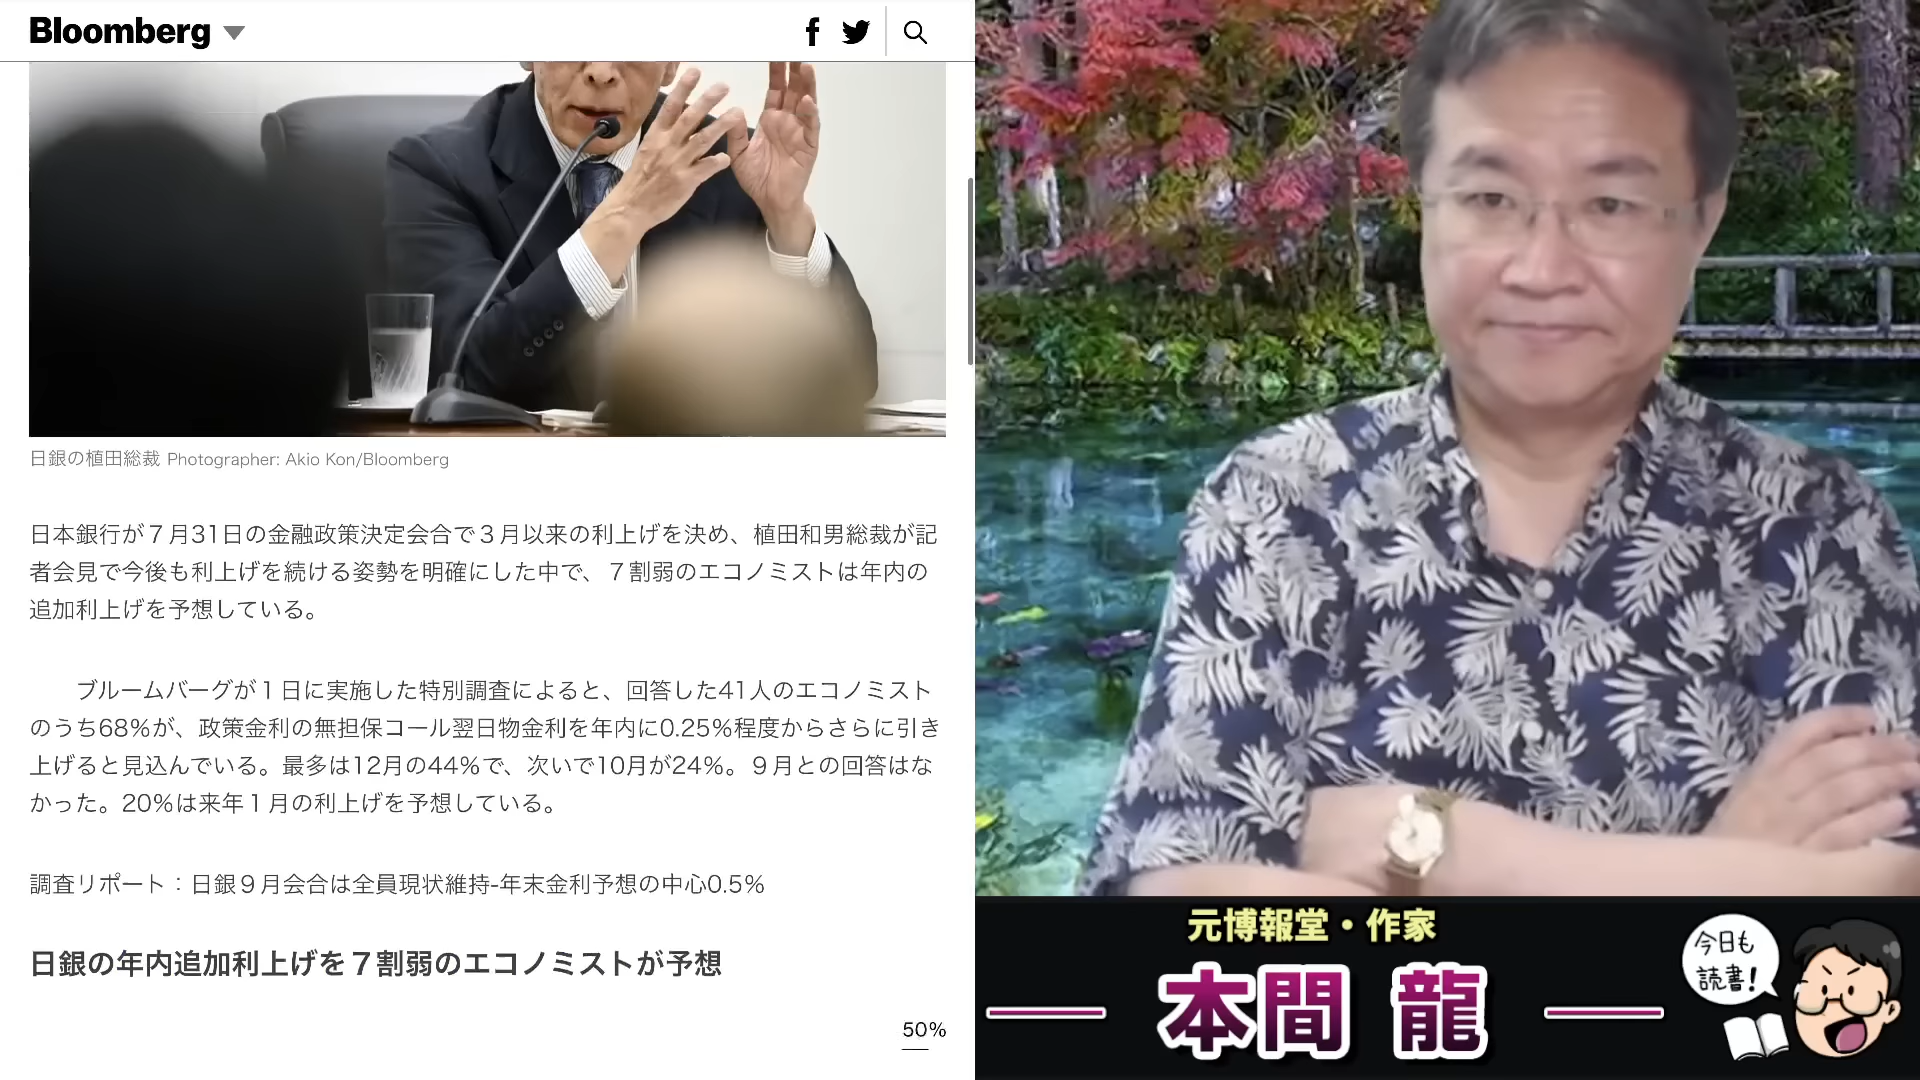 Bloomberg
日銀の植田総裁 Photographer: Akio Kon/Bloomberg
日本銀行が７月31日の金融政策決定会合で３月以来の利上げを決め、植田和男総裁が記
者会見で今後も利上げを続ける姿勢を明確にした中で、７割弱のエコノミストは年内の
追加利上げを予想している。
ブルームバーグが１日に実施した特別調査によると、回答した41人のエコノミスト
のうち68%が、政策金利の無担保コール翌日物金利を年内に0.25%程度からさらに引き
上げると見込んでいる。最多は12月の44%で、次いで10月が24%。９月との回答はな
かった。20%は来年１月の利上げを予想している。
調査リポート：日銀９月会合は全員現状維持-年末金利予想の中心0.5%
日銀の年内追加利上げを７割弱のエコノミストが予想
50%
元博報堂・作家
本間 龍
今日も
読書!